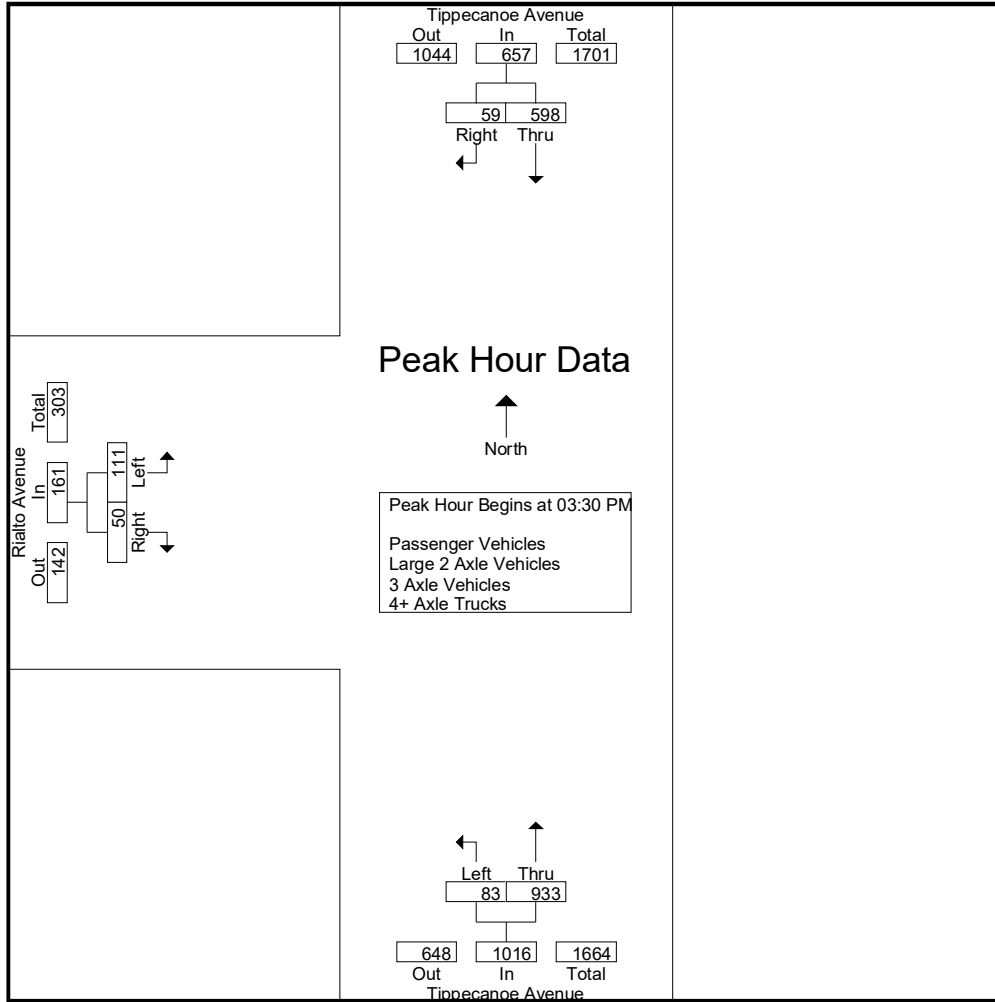 Tippecanoe Avenue
Out In Total
1044 657 1701
59 598
Right Thru
Peak Hour Data
North
Rialto Avenue
Out In Total
142 161 303
50 111
Right Left
Peak Hour Begins at 03:30 PM
Passenger Vehicles
Large 2 Axle Vehicles
3 Axle Vehicles
4+ Axle Trucks
Left Thru
83 933
648 1016 1664
Out In Total
Tippecanoe Avenue